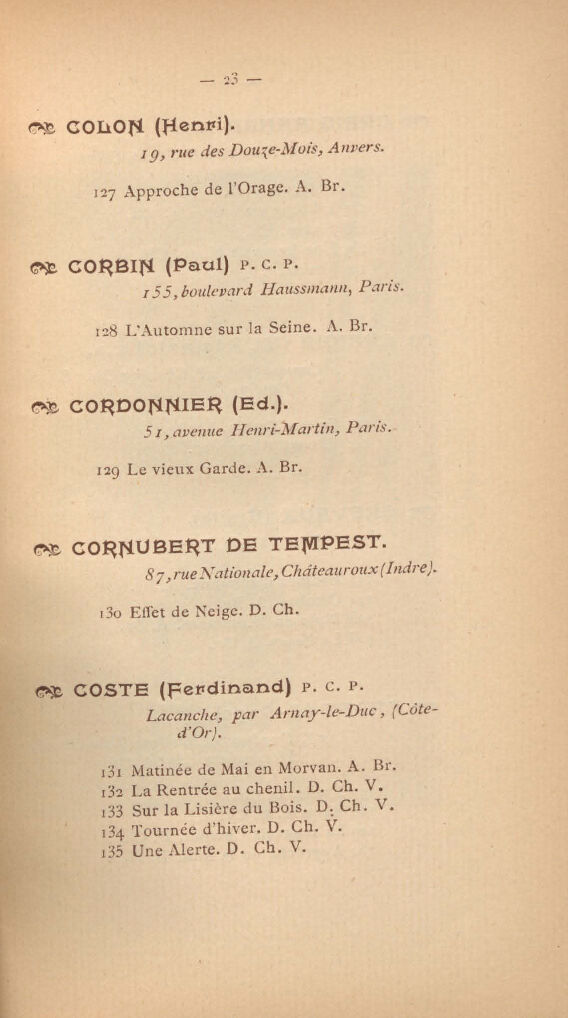 — 23 —
COLON (Henri).
19, rue des Douze-Mois, Anvers.
127 Approche de l'Orage. A. Br.
CORBIN (Paul) P. C. P.
155, boulevard Haussmann, Paris.
128 L'Automne sur la Seine. A. Br.
CORDONNIER (Ed.).
51, avenue Henri-Martin, Paris.
129 Le vieux Garde. A. Br.
CORNUBERT DE TEMPEST.
87, rue Nationale, Châteauroux (Indre).
130 Effet de Neige. D. Ch.
COSTE (Ferdinand) P. C. P.
Lacanche, par Arnay-le-Duc, (Côte-
d'Or).
131 Matinée de Mai en Morvan. A. Br.
132 La Rentrée au chenil. D. Ch. V.
133 Sur la Lisière du Bois. D. Ch. V.
134 Tournée d'hiver. D. Ch. V.
135 Une Alerte. D. Ch. V.